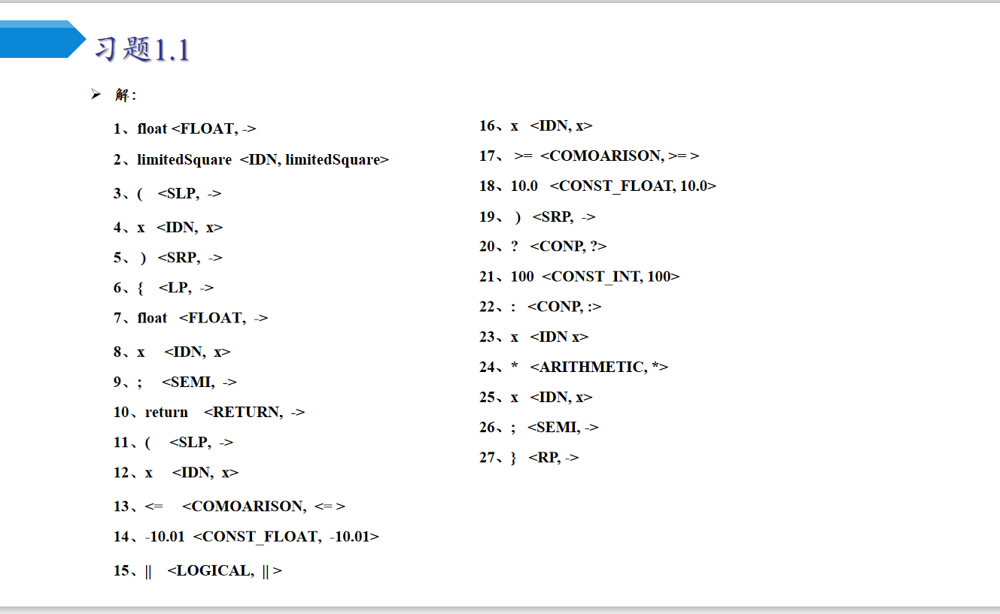 习题1.1
解：
1、float <FLOAT, ->
2、limitedSquare <IDN, limitedSquare>
3、( <SLP, ->
4、x <IDN, x>
5、) <SRP, ->
6、{ <LP, ->
7、float <FLOAT, ->
8、x <IDN, x>
9、; <SEMI, ->
10、return <RETURN, ->
11、( <SLP, ->
12、x <IDN, x>
13、<= <COMOARISON, <= >
14、-10.01 <CONST_FLOAT, -10.01>
15、|| <LOGICAL, || >
16、x <IDN, x>
17、>= <COMOARISON, >= >
18、10.0 <CONST_FLOAT, 10.0>
19、) <SRP, ->
20、? <CONP, ?>
21、100 <CONST_INT, 100>
22、: <CONP, :>
23、x <IDN x>
24、* <ARITHMETIC, *>
25、x <IDN, x>
26、; <SEMI, ->
27、} <RP, ->